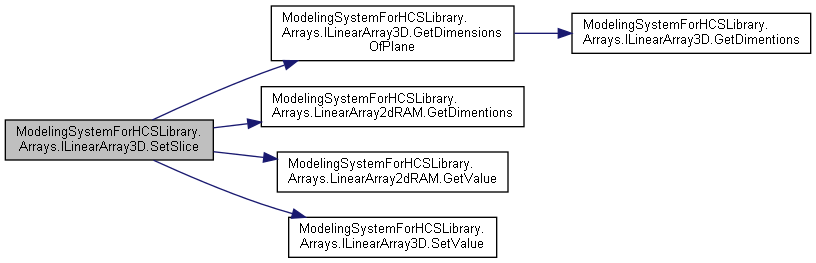 ModelingSystemForHCSLibrary.
Arrays.ILinearArray3D.SetSlice
ModelingSystemForHCSLibrary.
Arrays.ILinearArray3D.GetDimensions
OfPlane
ModelingSystemForHCSLibrary.
Arrays.ILinearArray3D.GetDimentions
ModelingSystemForHCSLibrary.
Arrays.LinearArray2dRAM.GetDimentions
ModelingSystemForHCSLibrary.
Arrays.LinearArray2dRAM.GetValue
ModelingSystemForHCSLibrary.
Arrays.ILinearArray3D.SetValue